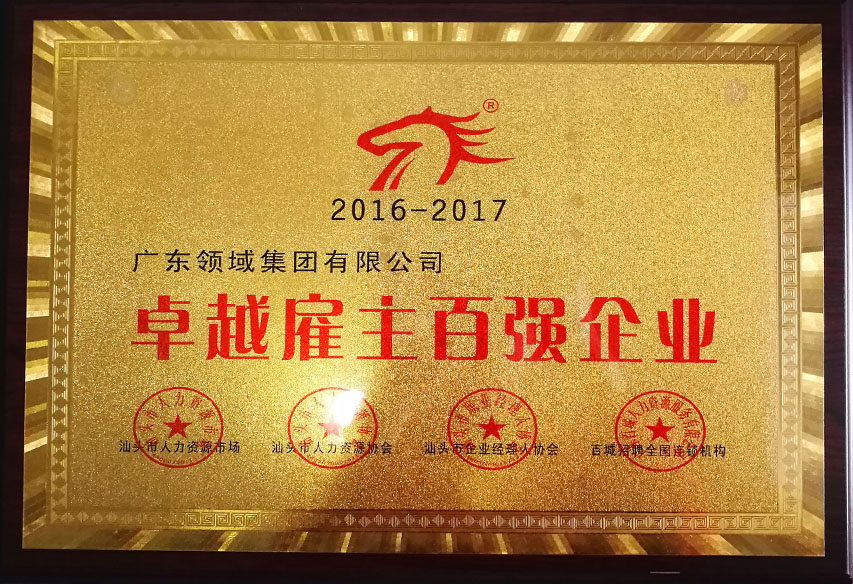 ®
2016-2017
广东领域集团有限公司
卓越雇主百强企业
汕头市人力资源市场 汕头市人力资源协会 汕头市企业经理人协会 百城招聘全国连锁机构